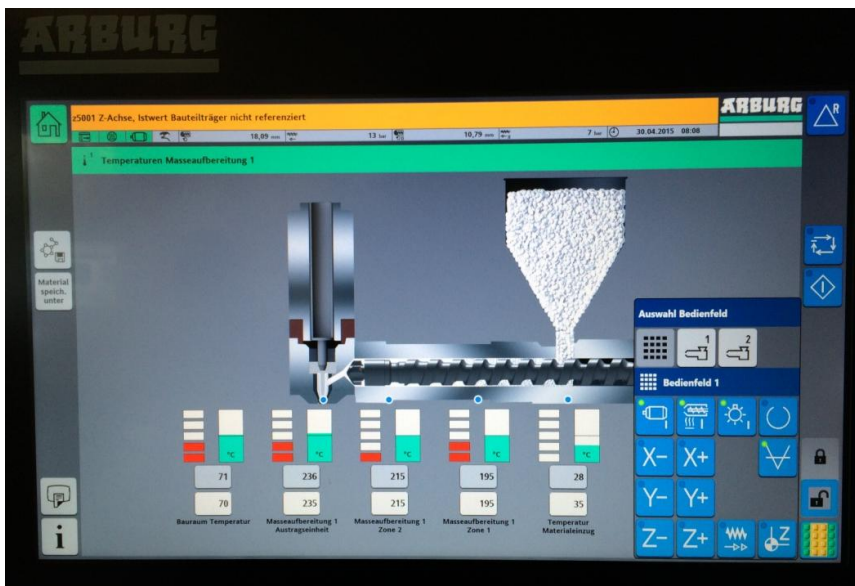 ARBURG
ARBURG
z5001 Z-Achse, Istwert Bauteilträger nicht referenziert
R
18,09 mm 13 bar 10,79 mm 7 bar 30.04.2015 08:08
1 Temperaturen Masseaufbereitung 1
Material
speich.
unter
Auswahl Bedienfeld
1 2
Bedienfeld 1
°C °C °C °C °C
71 236 215 195 28
70 235 215 195 35
Bauraum Temperatur
Masseaufbereitung 1
Austragseinheit
Masseaufbereitung 1
Zone 2
Masseaufbereitung 1
Zone 1
Temperatur
Materialeinzug
X- X+
Y- Y+
Z- Z+ Z
i